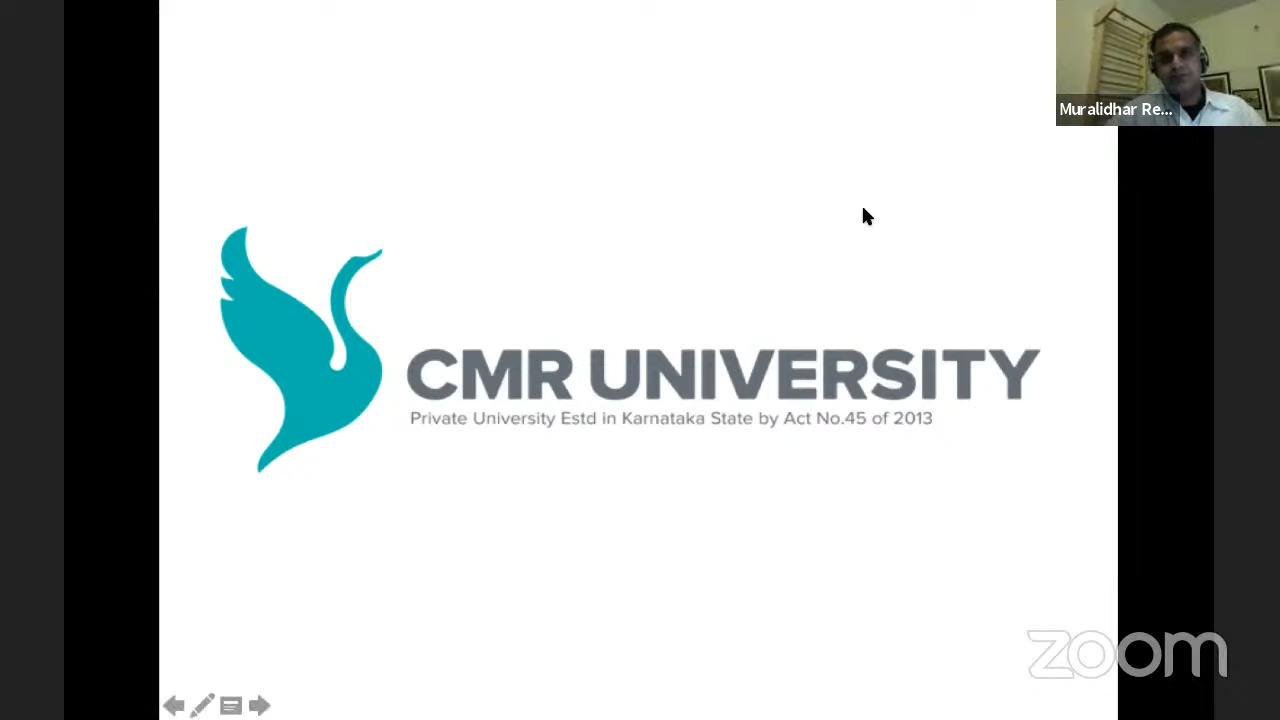 Muralidhar Re...
CMR UNIVERSITY
Private University Estd in Karnataka State by Act No.45 of 2013
zoom